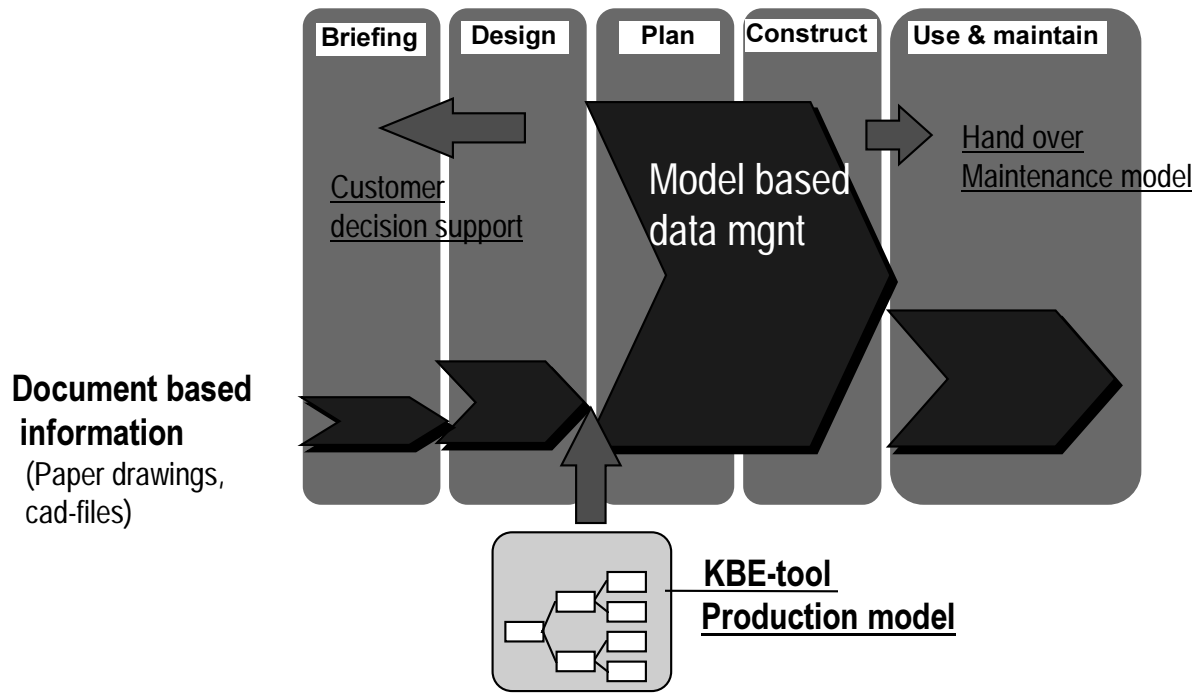 Briefing
Design
Plan
Construct
Use & maintain
Customer
decision support
Model based
data mgnt
Hand over
Maintenance model
Document based
information
(Paper drawings,
cad-files)
KBE-tool
Production model